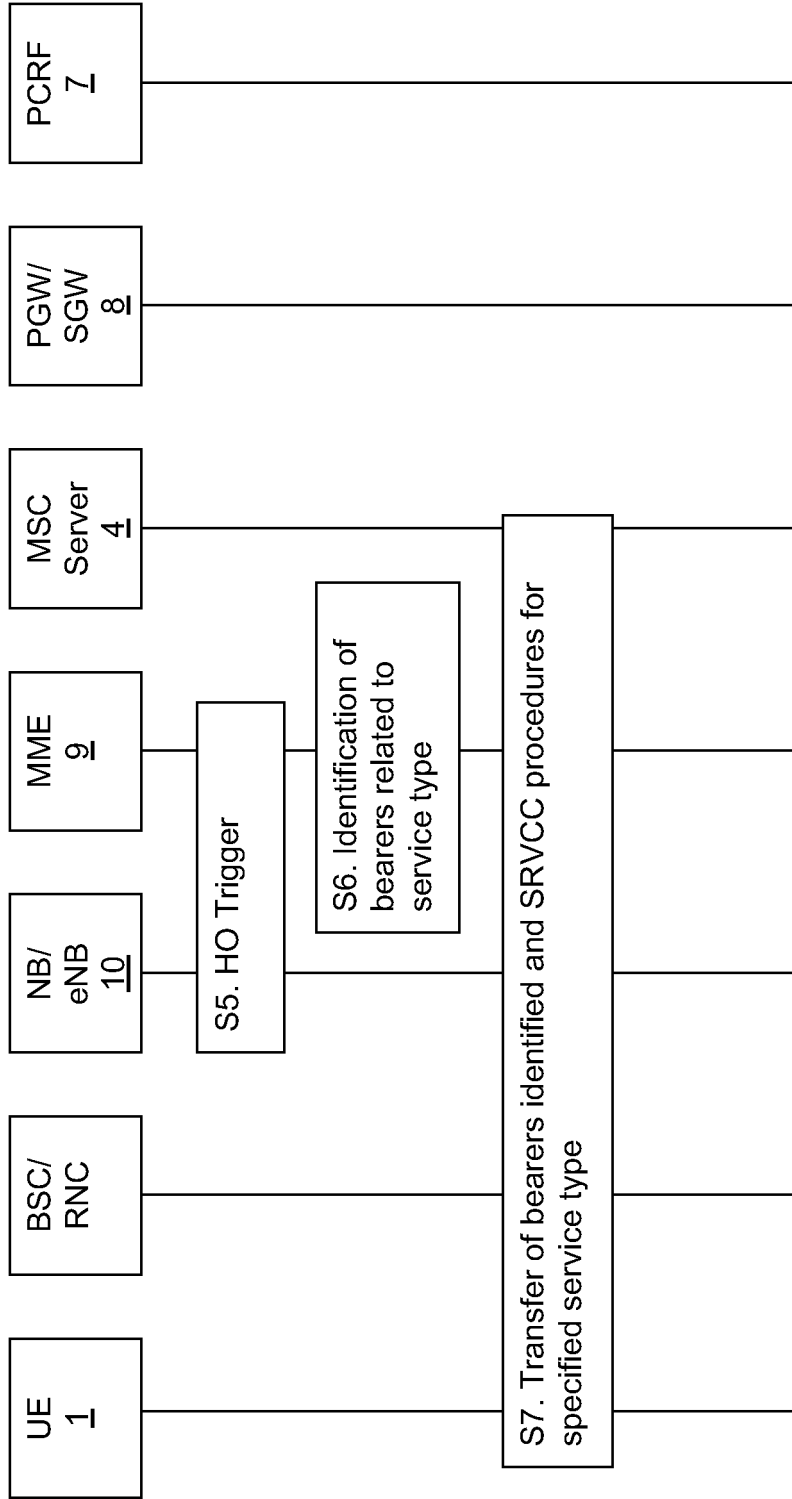 UE
1
BSC/
RNC
NB/
eNB
10
MME
9
MSC
Server
4
PGW/
SGW
8
PCRF
7
S5. HO Trigger
S6. Identification of
bearers related to
service type
S7. Transfer of bearers identified and SRVCC procedures for
specified service type